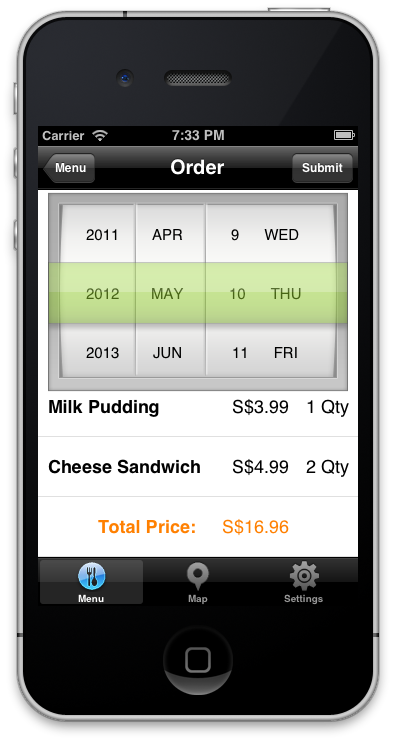 Carrier 7:33 PM
Menu Order Submit
2011 APR 9 WED
2012 MAY 10 THU
2013 JUN 11 FRI
Milk Pudding S$3.99 1 Qty
Cheese Sandwich S$4.99 2 Qty
Total Price: S$16.96
Menu Map Settings